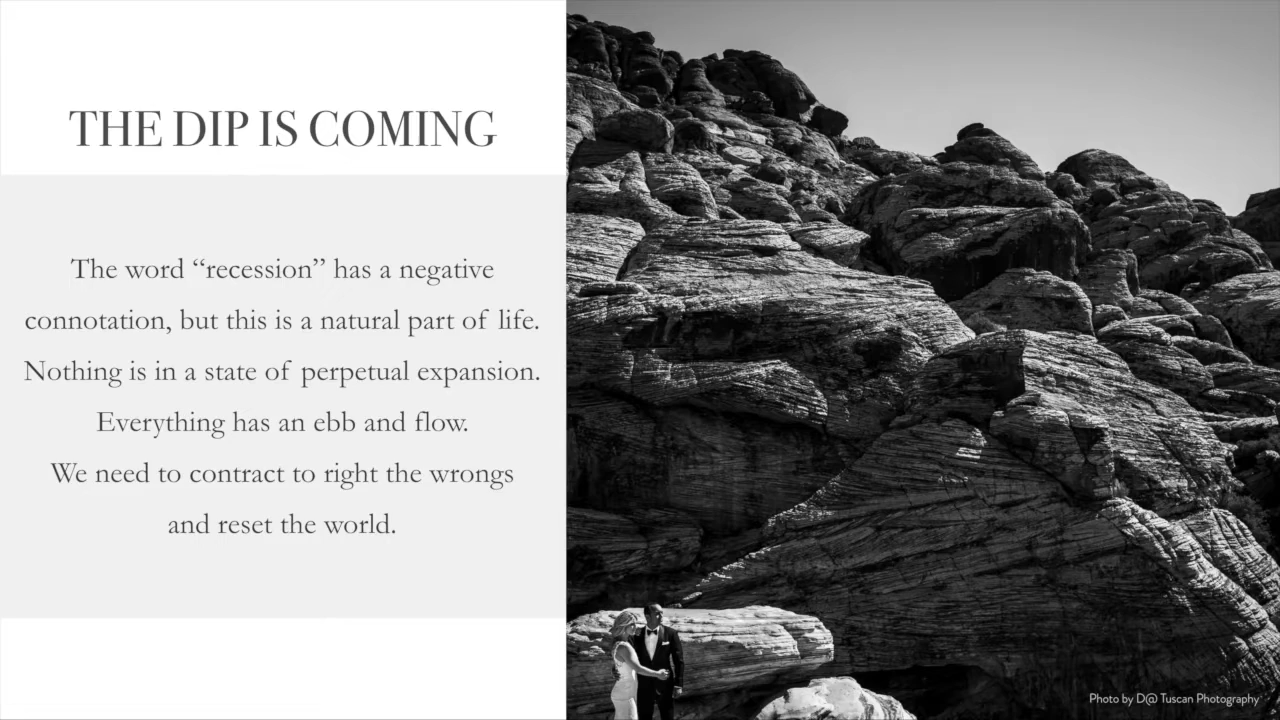 THE DIP IS COMING
The word “recession” has a negative
connotation, but this is a natural part of life.
Nothing is in a state of perpetual expansion.
Everything has an ebb and flow.
We need to contract to right the wrongs
and reset the world.
Photo by D@ Tuscan Photography